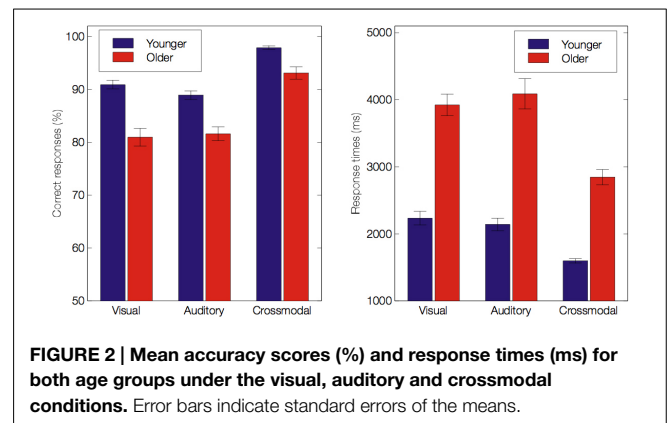 100
90
80
70
60
50
Correct responses (%)
Younger
Older
Visual
Auditory
Crossmodal
5000
4000
3000
2000
1000
Response times (ms)
Younger
Older
Visual
Auditory
Crossmodal
FIGURE 2 | Mean accuracy scores (%) and response times (ms) for
both age groups under the visual, auditory and crossmodal
conditions. Error bars indicate standard errors of the means.